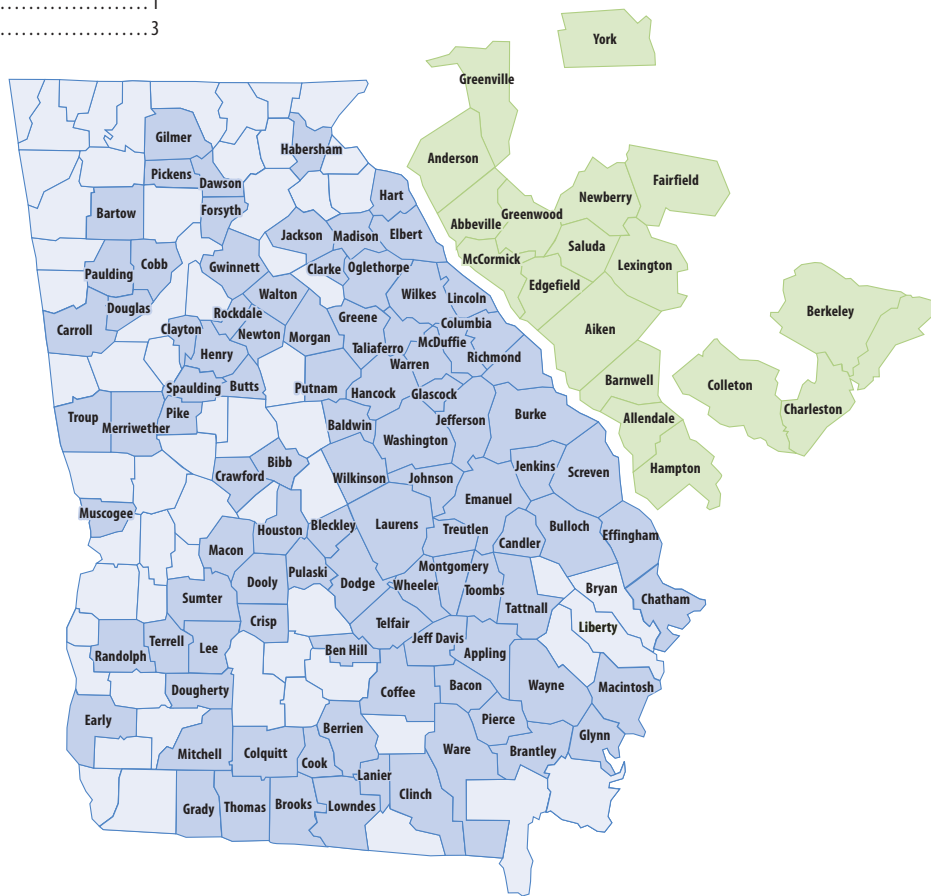 ....................1
....................3
York
Greenville
Gilmer
Habersham
Anderson
Pickens
Dawson
Fairfield
Hart
Newberry
Bartow
Forsyth
Greenwood
Abbeville
Jackson
Madison
Elbert
Saluda
McCormick
Lexington
Cobb
Paulding
Gwinnett
Clarke
Oglethorpe
Edgefield
Walton
Wilkes
Lincoln
Douglas
Rockdale
Greene
Columbia
Berkeley
Carroll
Clayton
Newton
Morgan
McDuffie
Aiken
Henry
Taliaferro
Richmond
Warren
Barnwell
Colleton
Spaulding
Butts
Putnam
Hancock
Glascock
Charleston
Troup
Pike
Merriwether
Baldwin
Jefferson
Burke
Allendale
Washington
Bibb
Crawford
Wilkinson
Johnson
Jenkins
Screven
Hampton
Emanuel
Muscogee
Houston
Bleckley
Laurens
Treutlen
Bulloch
Candler
Effingham
Macon
Montgomery
Dooly
Pulaski
Dodge
Wheeler
Toombs
Bryan
Sumter
Tattnall
Chatham
Crisp
Telfair
Liberty
Terrell
Lee
Jeff Davis
Randolph
Ben Hill
Appling
Dougherty
Coffee
Bacon
Wayne
Macintosh
Early
Berrien
Pierce
Glynn
Mitchell
Colquitt
Cook
Ware
Brantley
Lanier
Clinch
Grady
Thomas
Brooks
Lowndes